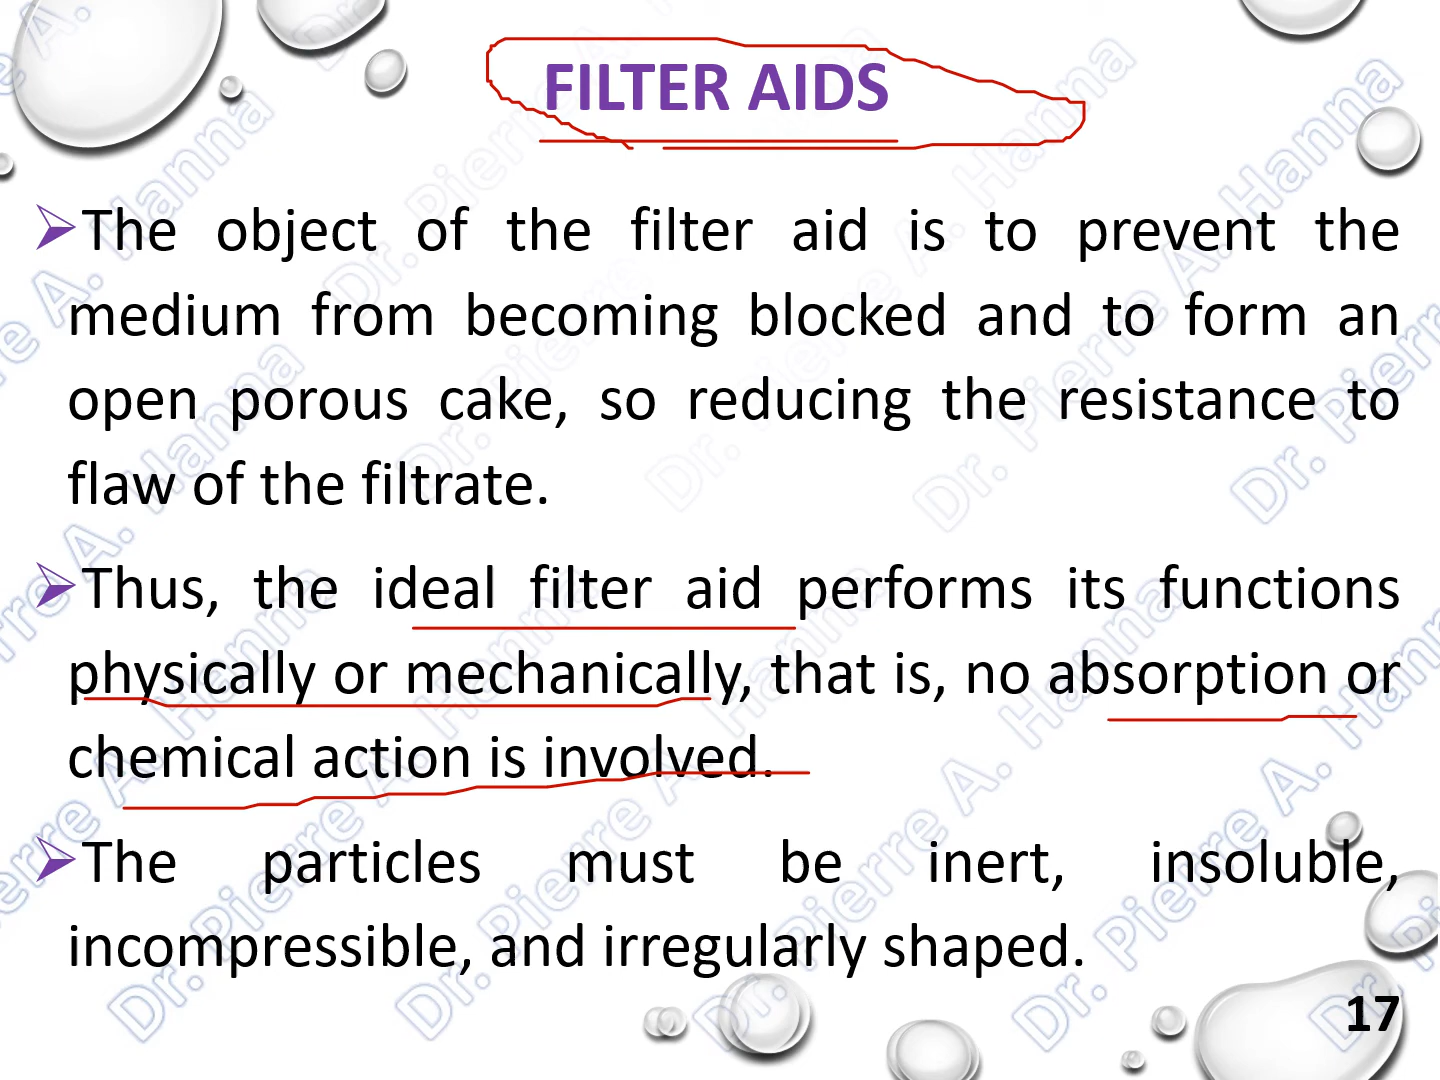 FILTER AIDS
➢The object of the filter aid is to prevent the
medium from becoming blocked and to form an
open porous cake, so reducing the resistance to
flaw of the filtrate.
➢Thus, the ideal filter aid performs its functions
physically or mechanically, that is, no absorption or
chemical action is involved.
➢The particles must be inert, insoluble,
incompressible, and irregularly shaped.
17
Dr. Pierre A. Hanna